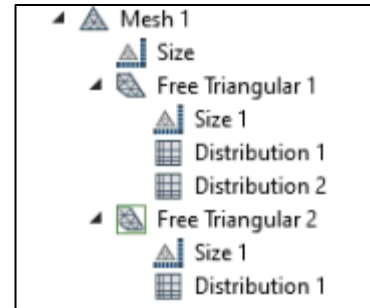 Mesh 1
Size
Free Triangular 1
Size 1
Distribution 1
Distribution 2
Free Triangular 2
Size 1
Distribution 1